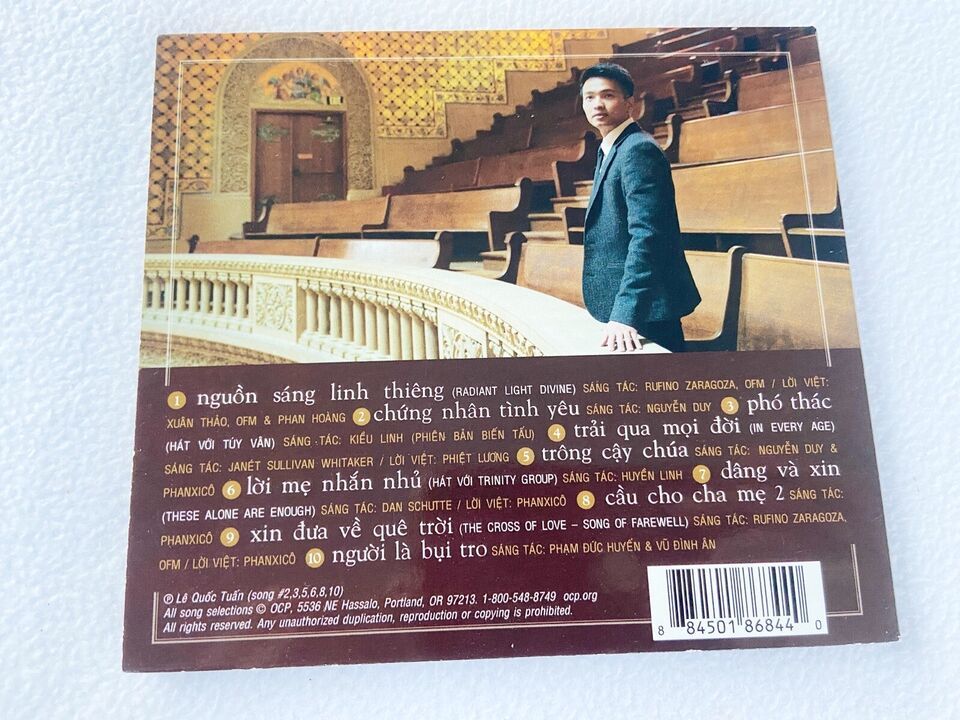 1 nguồn sáng linh thiêng (RADIANT LIGHT DIVINE) SÁNG TÁC: RUFINO ZARAGOZA, OFM / LỜI VIỆT:
XUÂN THẢO, OFM & PHAN HOÀNG 2 chứng nhân tình yêu SÁNG TÁC: NGUYỄN DUY 3 phó thác
(HÁT VỚI TÚY VÂN) SÁNG TÁC: KIỀU LINH (PHIÊN BẢN BIẾN TẤU) 4 trải qua mọi đời (IN EVERY AGE)
SÁNG TÁC: JANÉT SULLIVAN WHITAKER / LỜI VIỆT: PHIỆT LƯƠNG 5 trông cậy chúa SÁNG TÁC: NGUYỄN DUY &
PHANXICÔ 6 lời mẹ nhắn nhủ (HÁT VỚI TRINITY GROUP) SÁNG TÁC: HUYỀN LINH 7 dâng và xin
(THESE ALONE ARE ENOUGH) SÁNG TÁC: DAN SCHUTTE / LỜI VIỆT: PHANXICÔ 8 cầu cho cha mẹ 2 SÁNG TÁC:
PHANXICÔ 9 xin đưa về quê trời (THE CROSS OF LOVE – SONG OF FAREWELL) SÁNG TÁC: RUFINO ZARAGOZA,
OFM / LỜI VIỆT: PHANXICÔ 10 người là bụi tro SÁNG TÁC: PHẠM ĐỨC HUYẾN & VŨ ĐÌNH ÂN
℗ Lê Quốc Tuấn (song #2,3,5,6,8,10)
All song selections © OCP, 5536 NE Hassalo, Portland, OR 97213. 1-800-548-8749 ocp.org
All rights reserved. Any unauthorized duplication, reproduction or copying is prohibited.
8 84501 86844 0